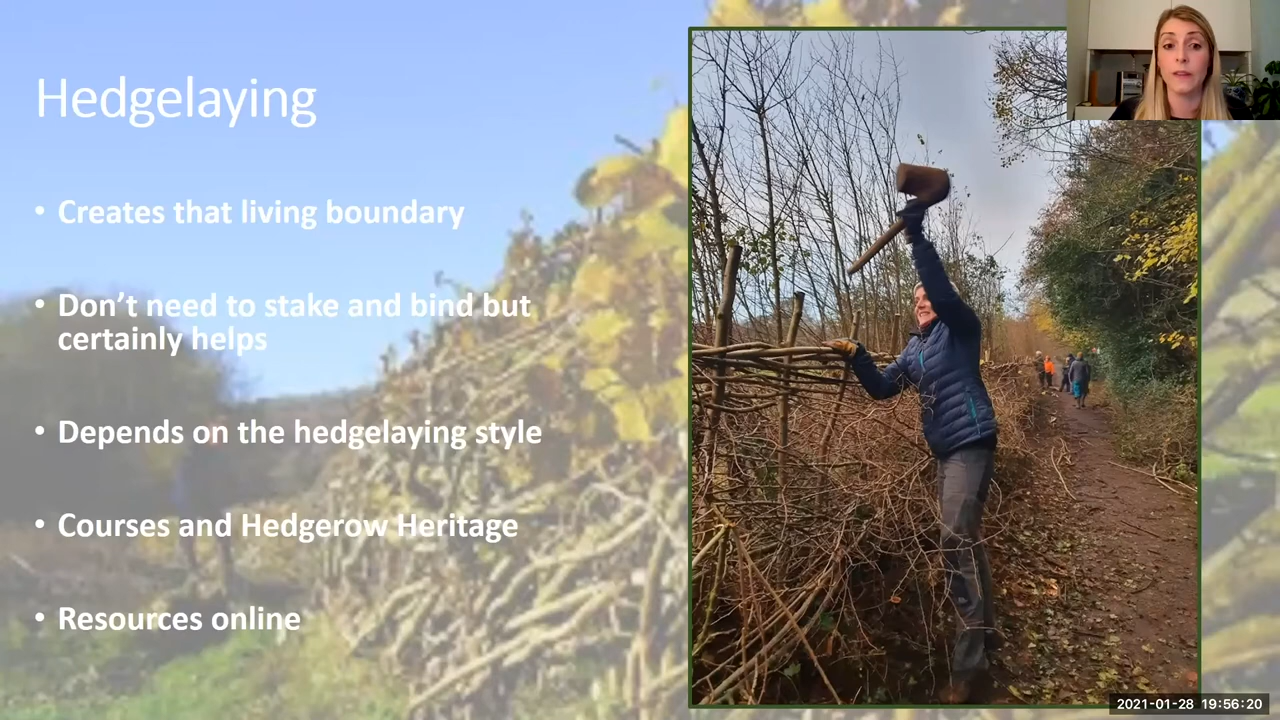 Hedgelaying
• Creates that living boundary
• Don’t need to stake and bind but
certainly helps
• Depends on the hedgelaying style
• Courses and Hedgerow Heritage
• Resources online
2021-01-28 19:56:20